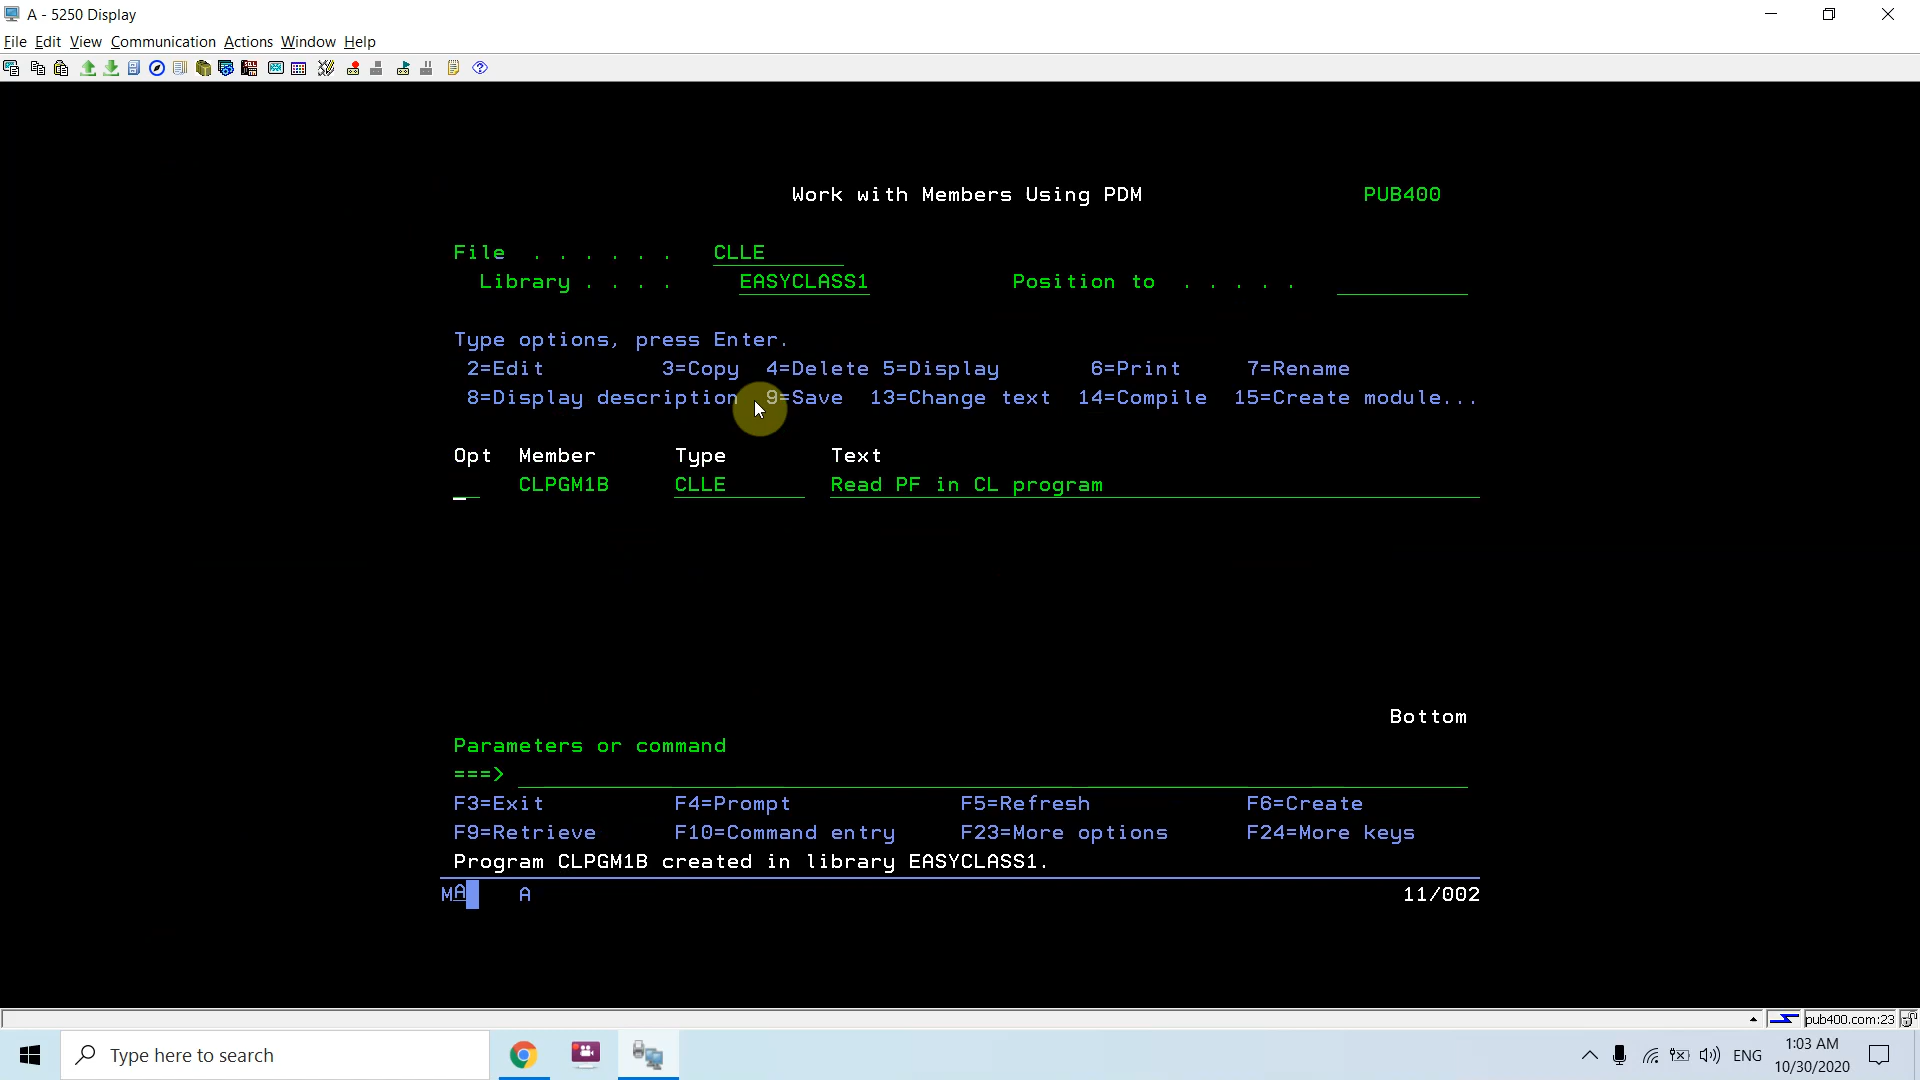 A - 5250 Display
File Edit View Communication Actions Window Help
Work with Members Using PDM PUB400
File . . . . . . CLLE
Library . . . . EASYCLASS1 Position to . . . . .
Type options, press Enter.
2=Edit 3=Copy 4=Delete 5=Display 6=Print 7=Rename
8=Display description 9=Save 13=Change text 14=Compile 15=Create module...
Opt Member Type Text
CLPGM1B CLLE Read PF in CL program
Bottom
Parameters or command
===>
F3=Exit F4=Prompt F5=Refresh F6=Create
F9=Retrieve F10=Command entry F23=More options F24=More keys
Program CLPGM1B created in library EASYCLASS1.
MA A 11/002
pub400.com:23
Type here to search
ENG
1:03 AM
10/30/2020